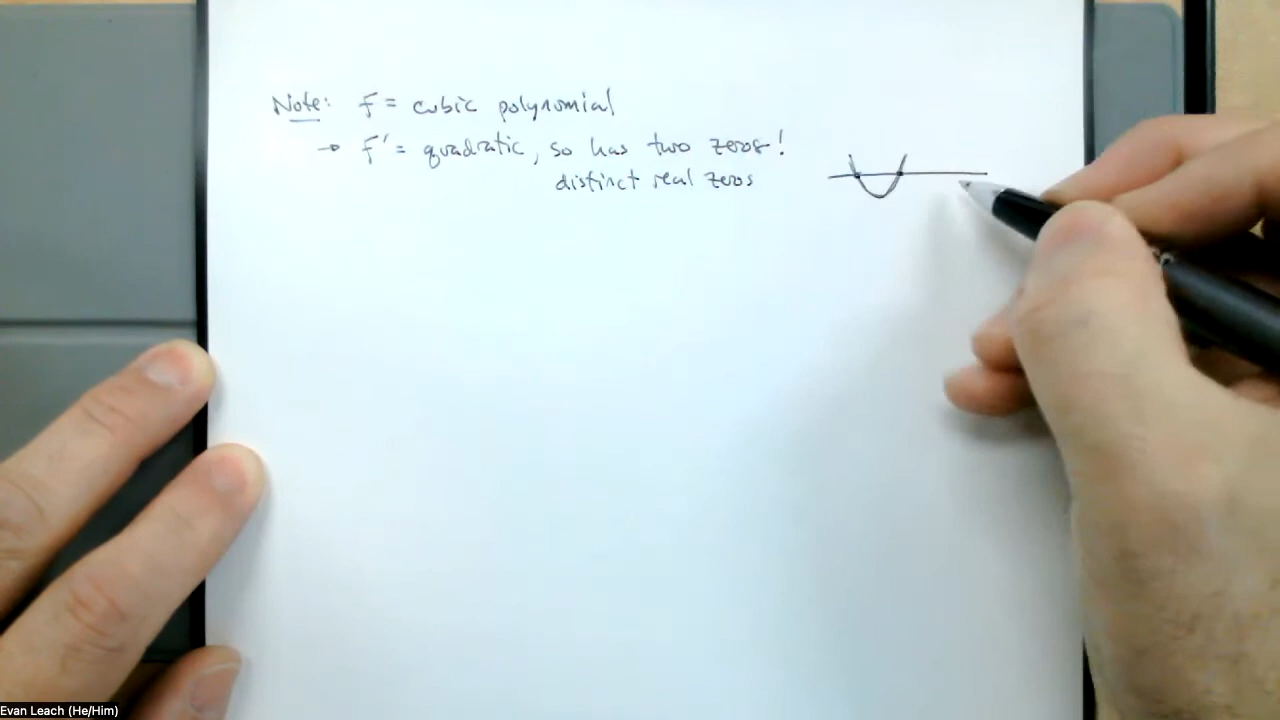 Note: f = cubic polynomial
→ f' = quadratic, so has two zeros!
distinct real zeros
Evan Leach (He/Him)